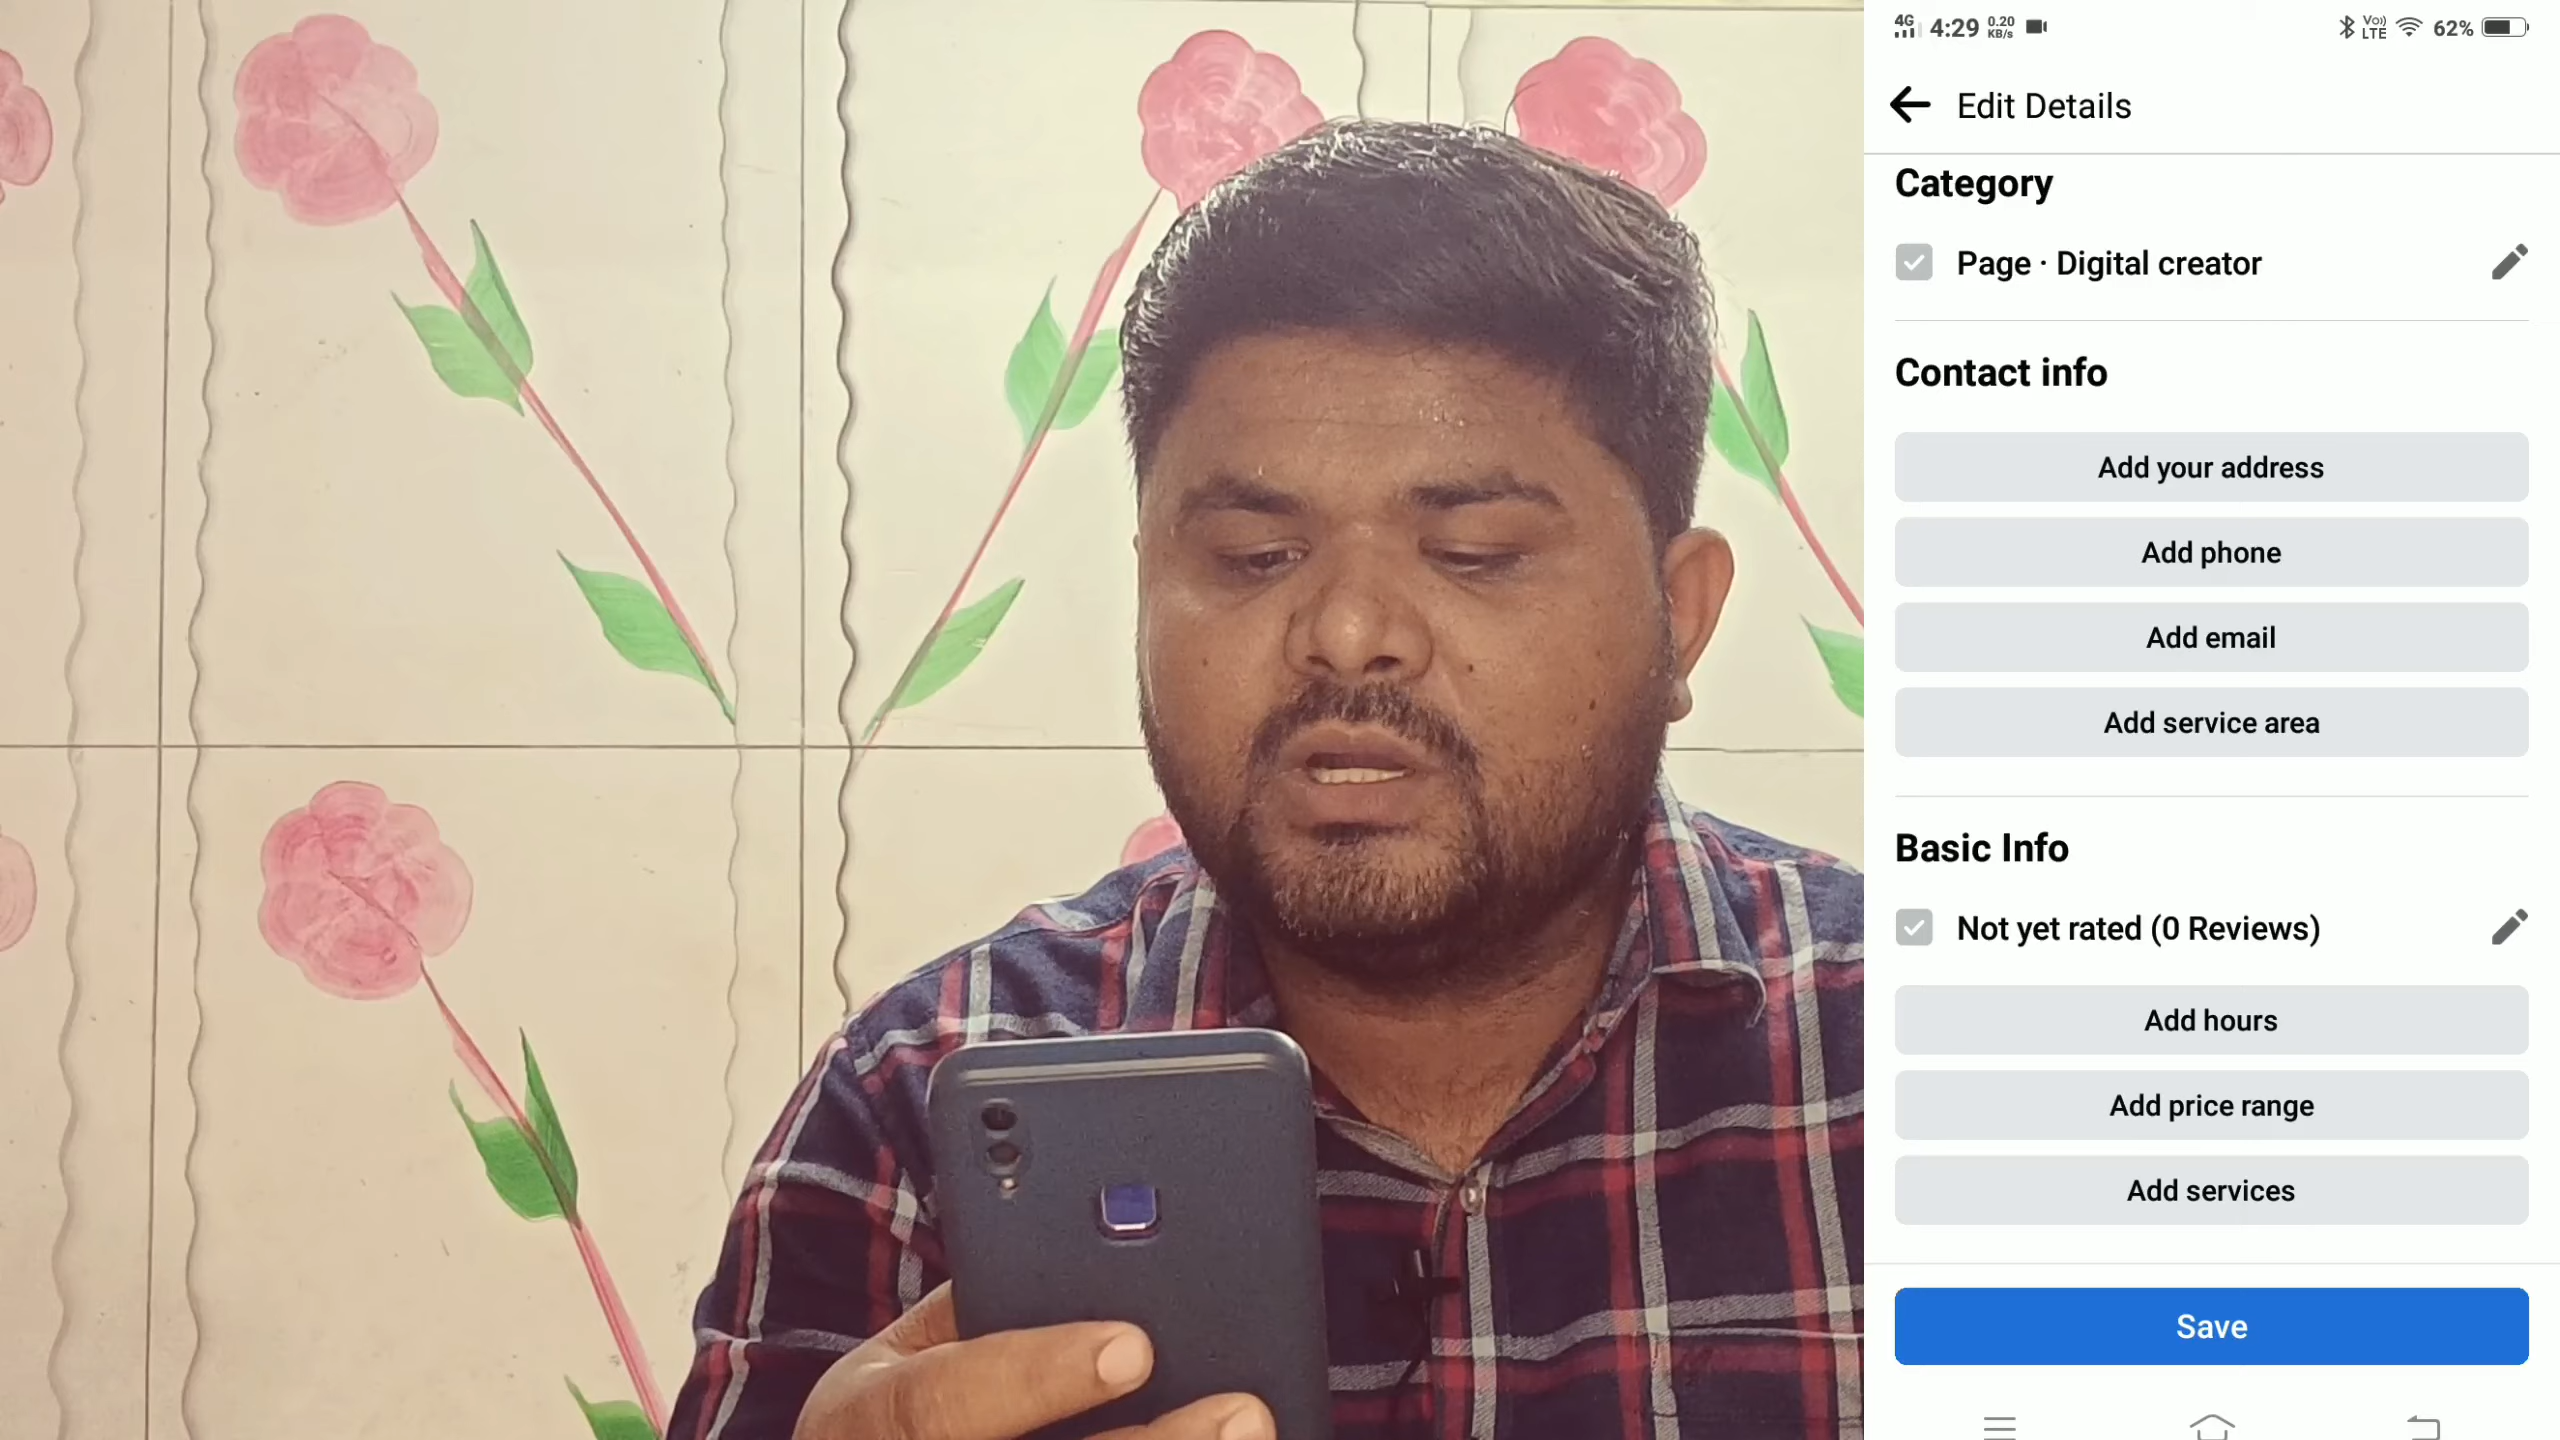 4G 4:29 0.20 KB/s Vo) LTE 62%
Edit Details
Category
Page · Digital creator
Contact info
Add your address
Add phone
Add email
Add service area
Basic Info
Not yet rated (0 Reviews)
Add hours
Add price range
Add services
Save